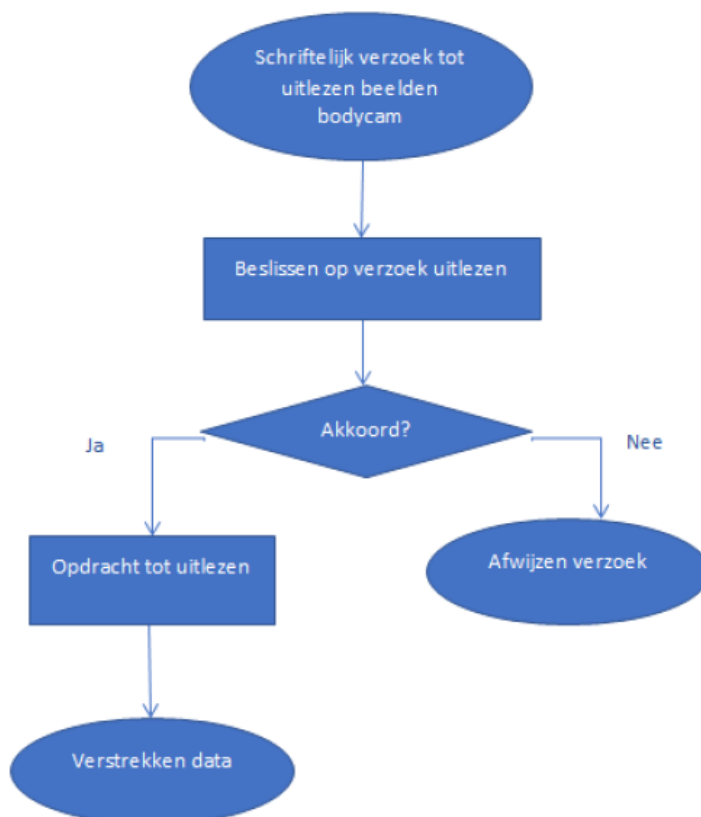 Schriftelijk verzoek tot
uitlezen beelden
bodycam
Beslissen op verzoek uitlezen
Akkoord?
Ja
Nee
Opdracht tot uitlezen
Afwijzen verzoek
Verstrekken data